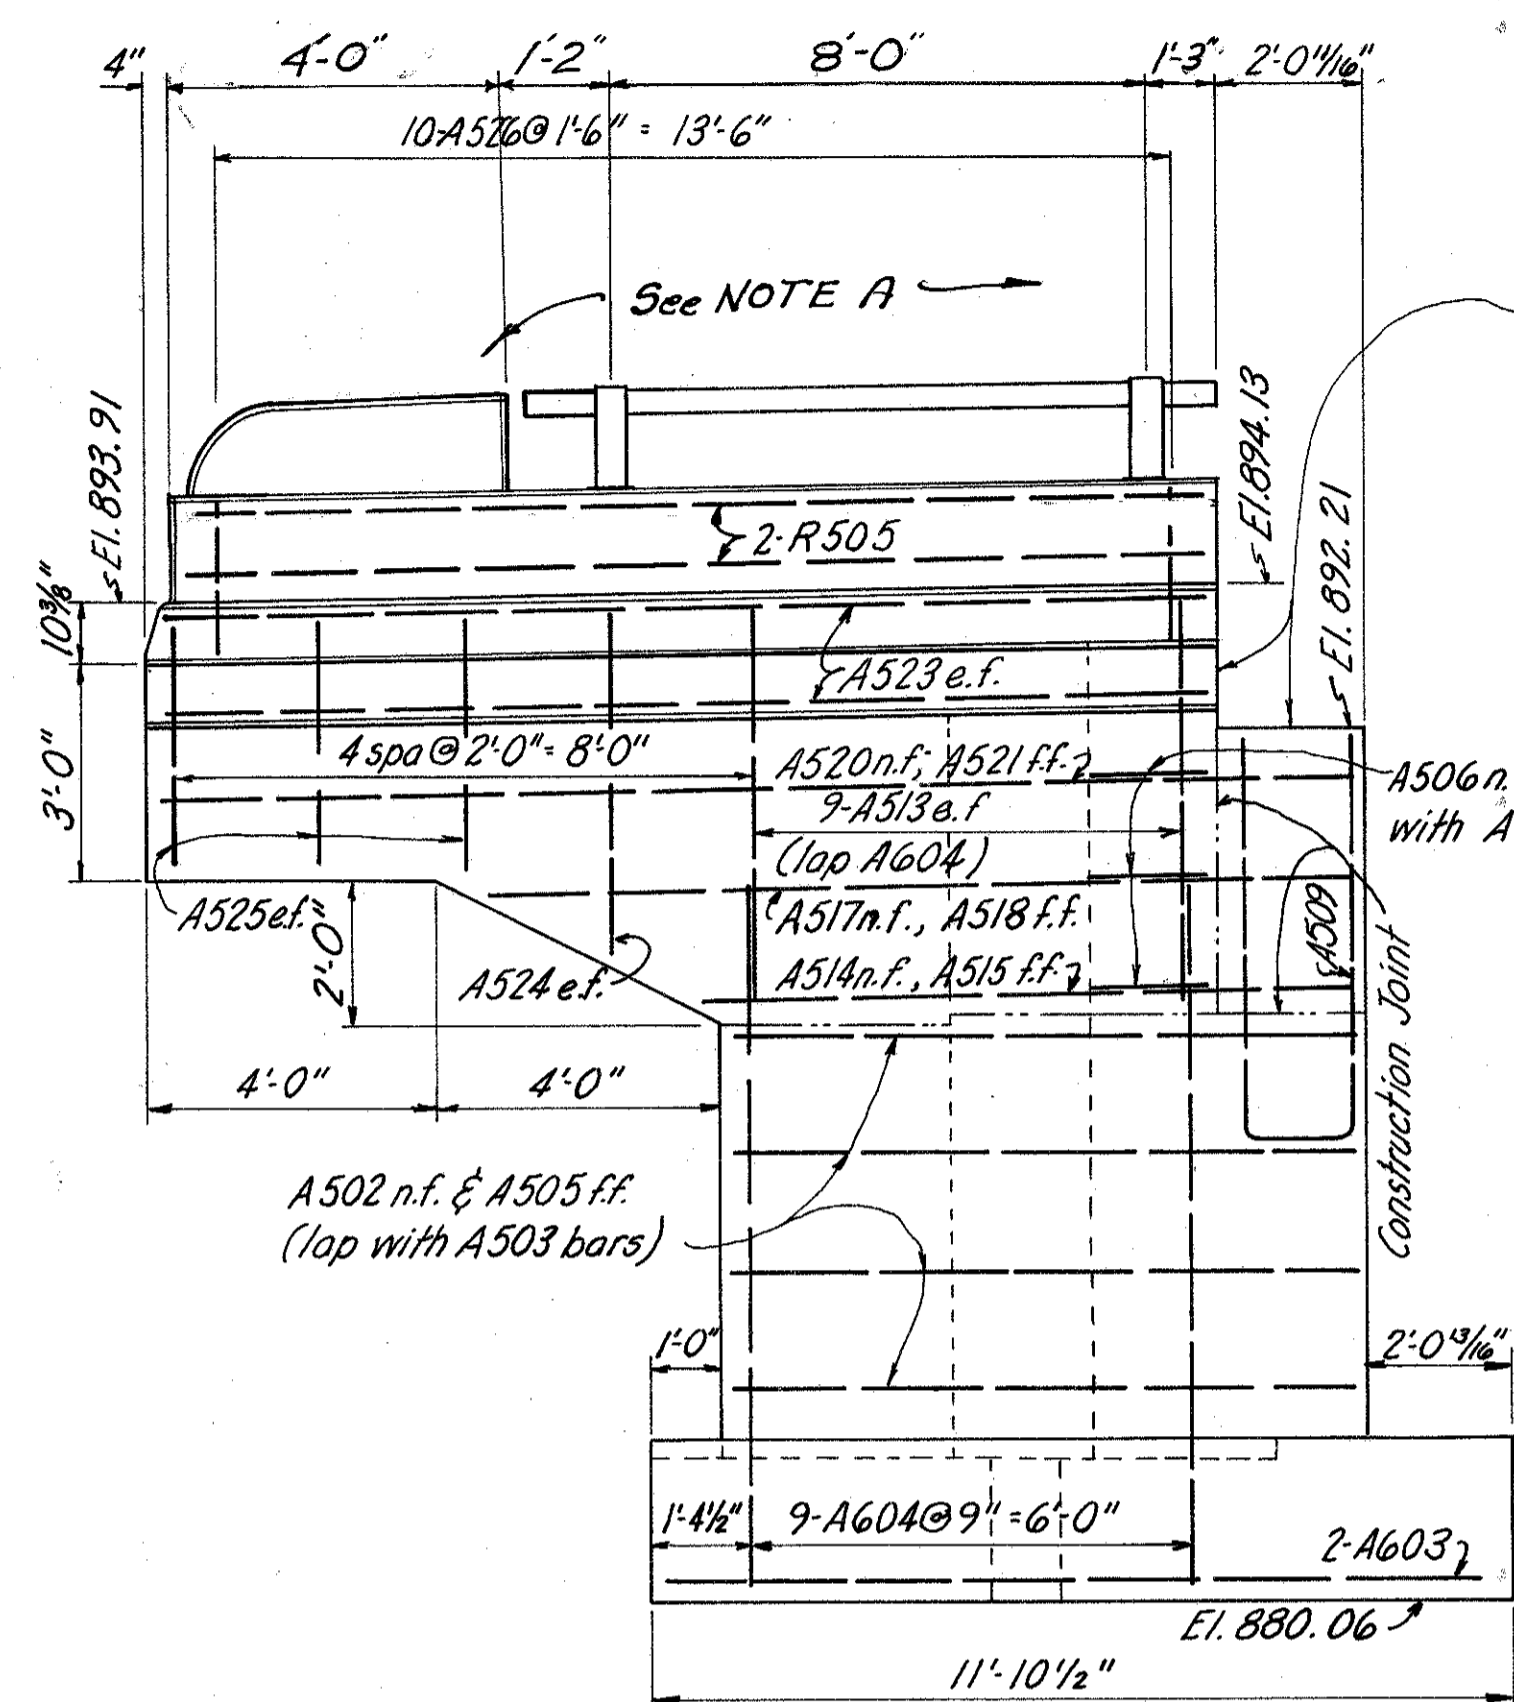 4" 4'-0" 1'-2" 8'-0" 1'-3" 2'-0 11/16"
10-A526@1'-6" = 13'-6"
See NOTE A
El. 893.91
El. 894.13
El. 892.21
2-R505
10 3/8"
A523 e.f.
3'-0"
4 spa @ 2'-0" = 8'-0"
A520 n.f; A521 f.f.
9-A513 e.f
(lap A604)
A506 n.
with A
A525 e.f.
2'-0"
A517 n.f., A518 f.f.
A509
A524 e.f.
A514 n.f., A515 f.f.
Construction Joint
4'-0" 4'-0"
A502 n.f. & A505 f.f.
(lap with A503 bars)
1'-0"
2'-0 13/16"
1'-4 1/2" 9-A604@9" = 6'-0"
2-A603
El. 880.06
11'-10 1/2"